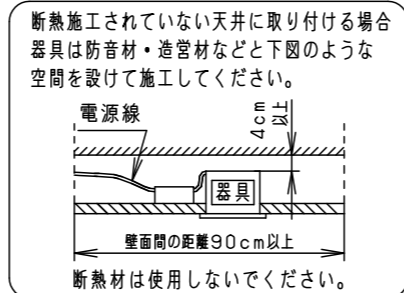 断熱施工されていない天井に取り付ける場合
器具は防音材・造営材などと下図のような
空間を設けて施工してください。
電源線
4cm
以上
器具
壁面間の距離90cm以上
断熱材は使用しないでください。